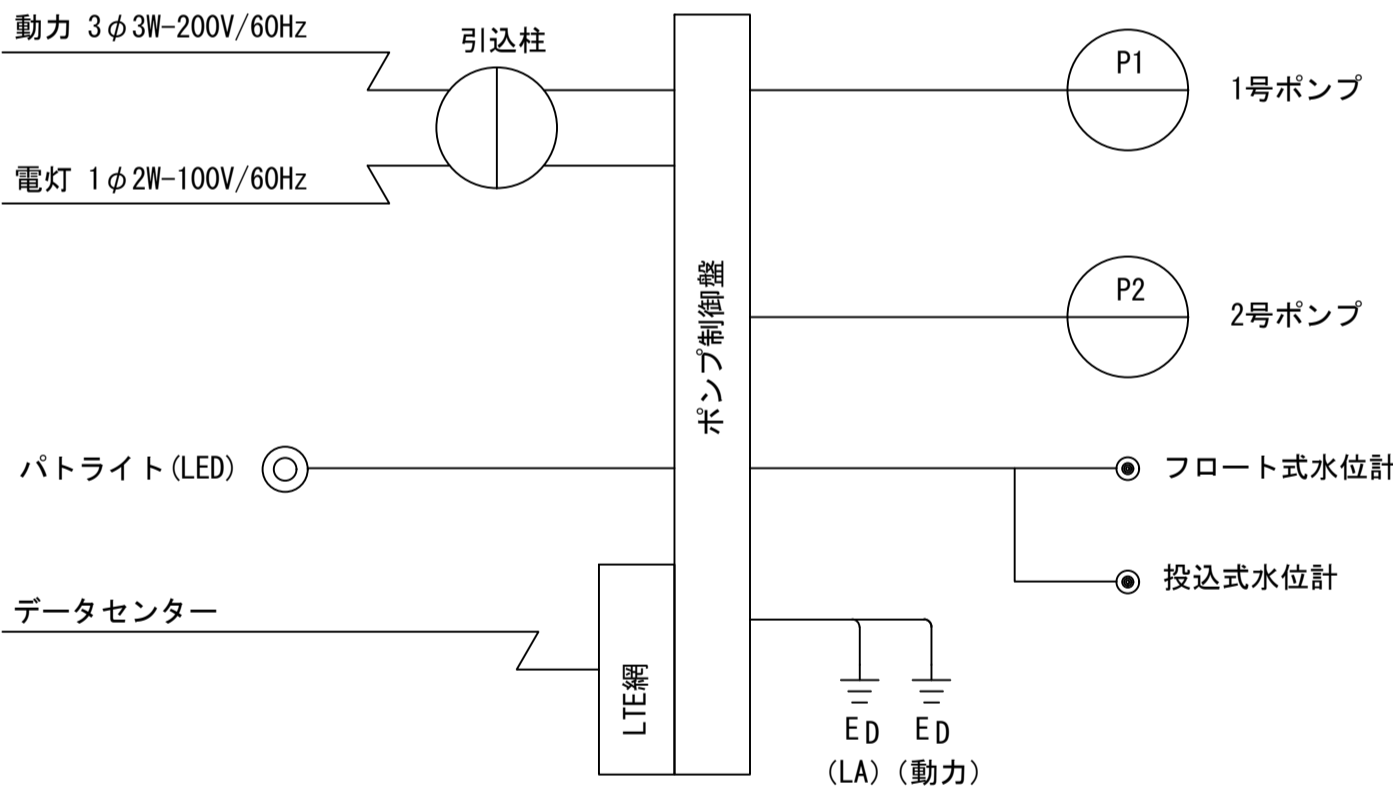 動力 3φ3W-200V/60Hz
引込柱
電灯 1φ2W-100V/60Hz
P1
1号ポンプ
P2
2号ポンプ
ポンプ制御盤
パトライト(LED)
フロート式水位計
投込式水位計
データセンター
LTE網
ED ED
(LA) (動力)